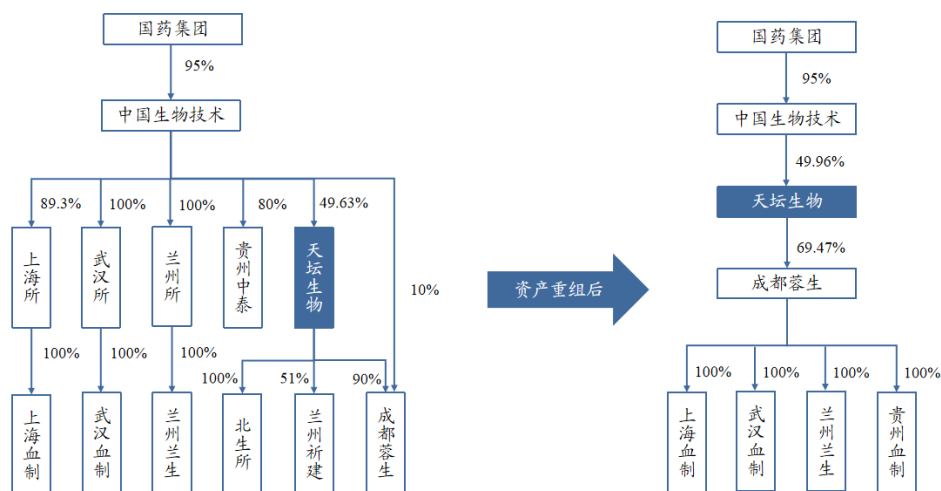 国药集团
95%
中国生物技术
89.3%
100%
100%
80%
49.63%
上海所
武汉所
兰州所
贵州中泰
天坛生物
10%
100%
100%
100%
100%
51%
90%
上海血制
武汉血制
兰州兰生
北生所
兰州祈建
成都蓉生
资产重组后
国药集团
95%
中国生物技术
49.96%
天坛生物
69.47%
成都蓉生
100%
100%
100%
100%
上海血制
武汉血制
兰州兰生
贵州血制